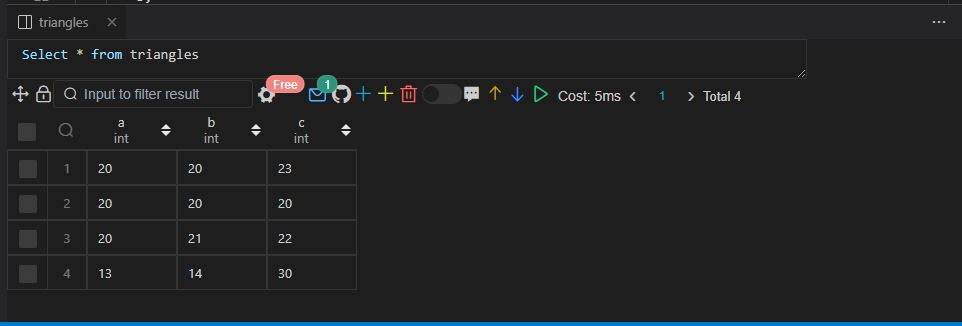 triangles
Select * from triangles
Input to filter result Free 1 Cost: 5ms 1 Total 4
a b c
int int int
1 20 20 23
2 20 20 20
3 20 21 22
4 13 14 30